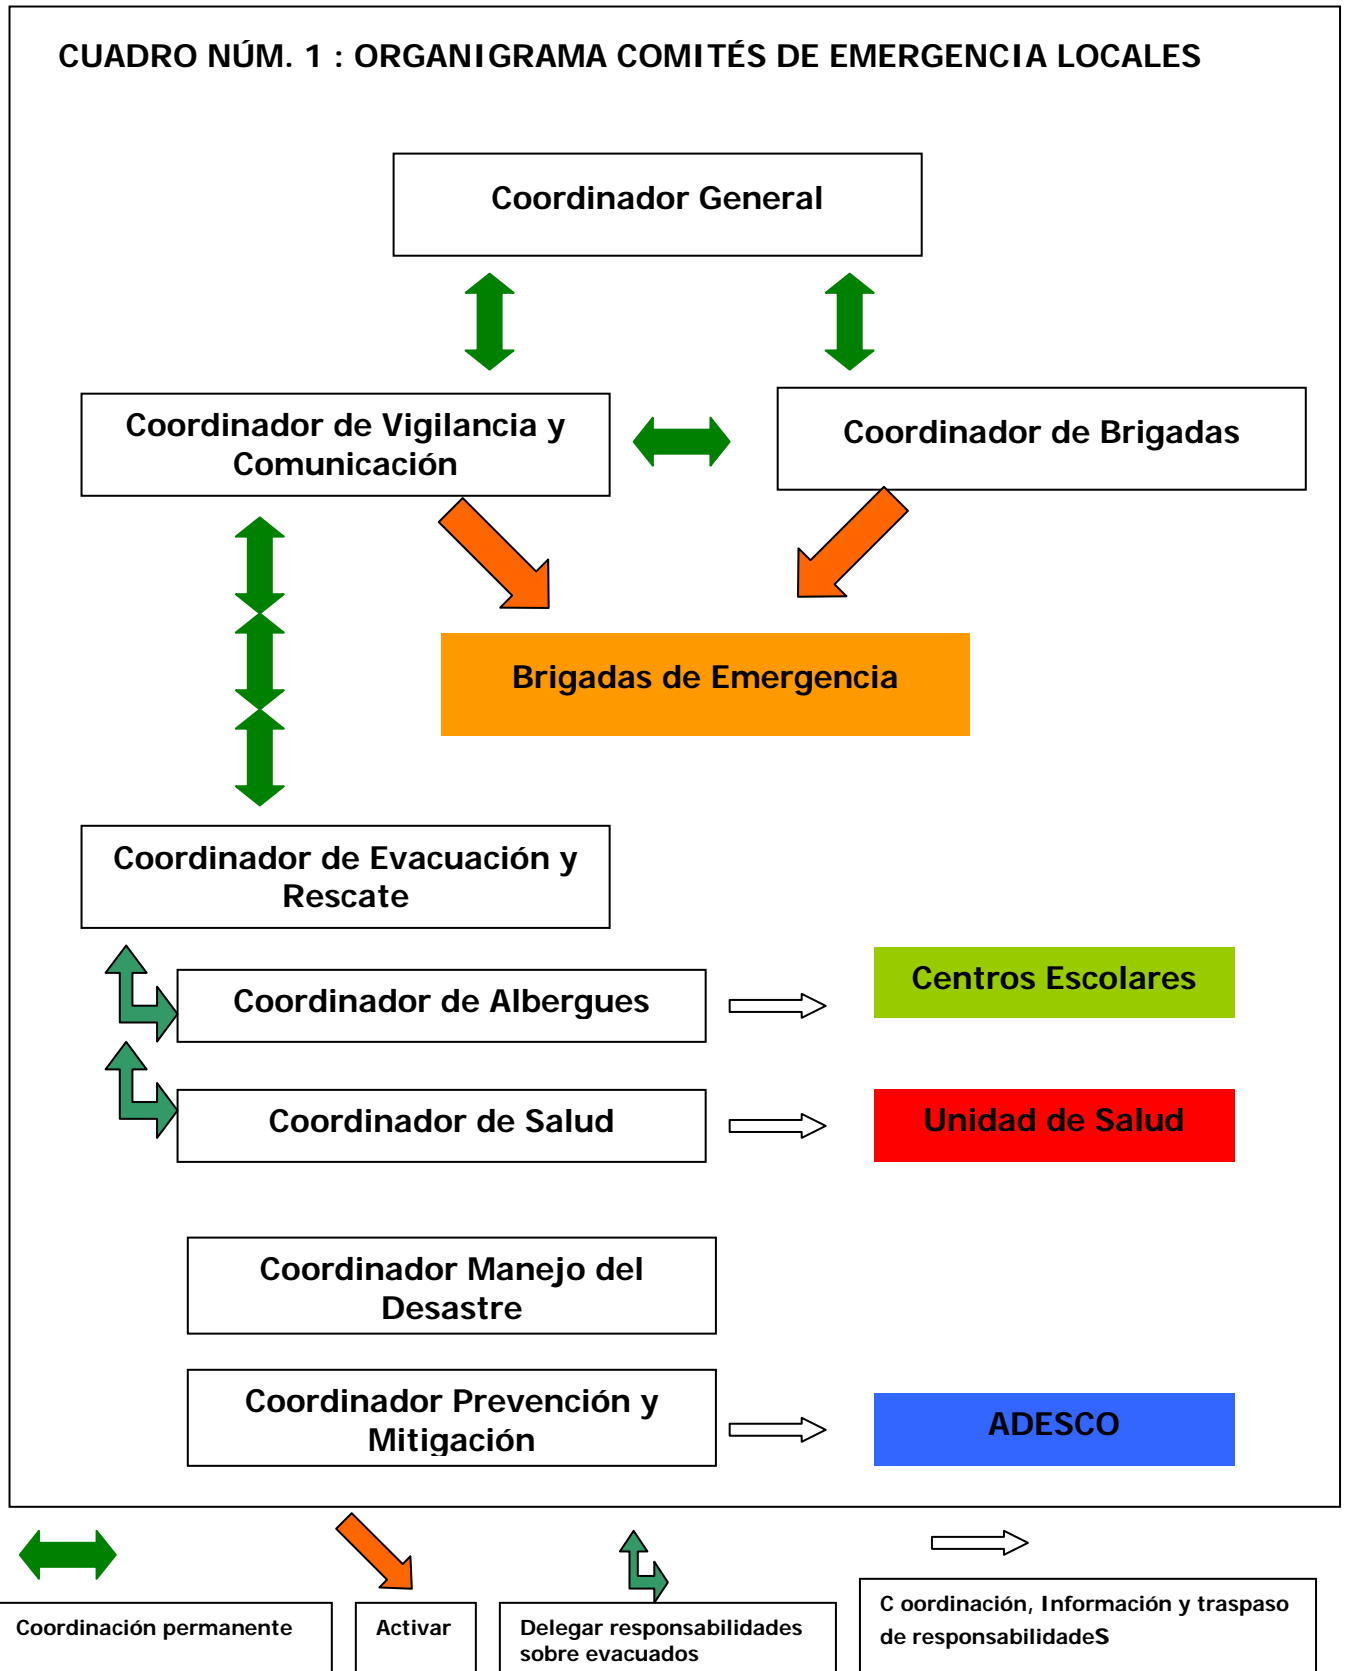 CUADRO NÚM. 1 : ORGANIGRAMA COMITÉS DE EMERGENCIA LOCALES
Coordinador General
Coordinador de Vigilancia y
Comunicación
Coordinador de Brigadas
Brigadas de Emergencia
Coordinador de Evacuación y
Rescate
Coordinador de Albergues
Centros Escolares
Coordinador de Salud
Unidad de Salud
Coordinador Manejo del
Desastre
Coordinador Prevención y
Mitigación
ADESCO
Coordinación permanente
Activar
Delegar responsabilidades
sobre evacuados
C oordinación, Información y traspaso
de responsabilidadeS